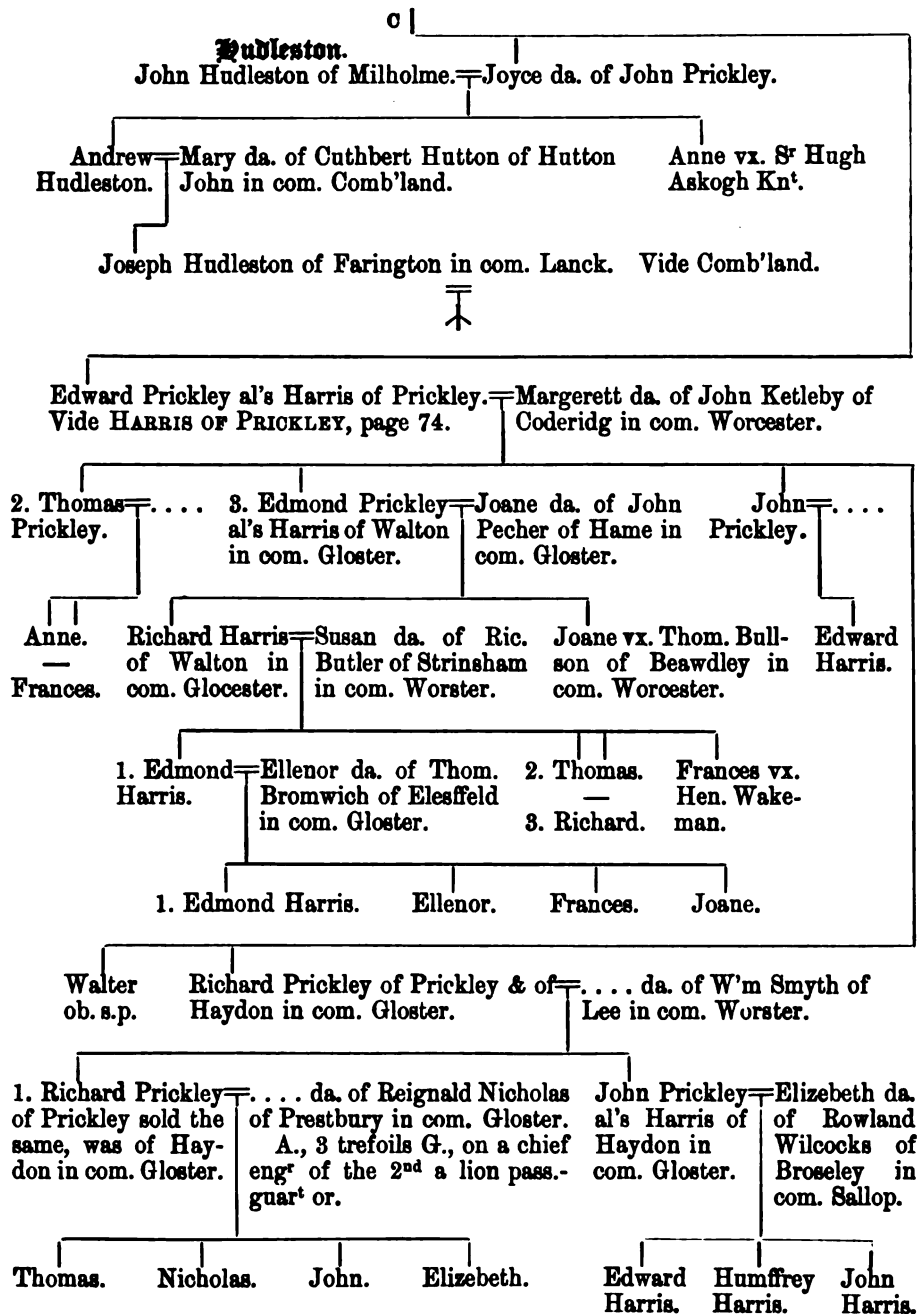 C
Hudleston.
John Hudleston of Milholme.=Joyce da. of John Prickley.
Andrew=Mary da. of Cuthbert Hutton of Hutton
Hudleston. John in com. Comb'land.
Anne vx. Sr Hugh
Askogh Knt.
Joseph Hudleston of Farington in com. Lanck. Vide Comb'land.
Edward Prickley al's Harris of Prickley.=Margerett da. of John Ketleby of
Vide HARRIS OF PRICKLEY, page 74. Coderidg in com. Worcester.
2. Thomas=. . . .
Prickley.
3. Edmond Prickley=Joane da. of John
al's Harris of Walton Pecher of Hame in
in com. Gloster. com. Gloster.
John=. . . .
Prickley.
Anne.
—
Frances.
Richard Harris=Susan da. of Ric.
of Walton in Butler of Strinsham
com. Glocester. in com. Worster.
Joane vx. Thom. Bull-
son of Beawdley in
com. Worcester.
Edward
Harris.
1. Edmond=Ellenor da. of Thom.
Harris. Bromwich of Elesffeld
in com. Gloster.
2. Thomas.
—
3. Richard.
Frances vx.
Hen. Wake-
man.
1. Edmond Harris. Ellenor. Frances. Joane.
Walter
ob. s.p.
Richard Prickley of Prickley & of=. . . . da. of W'm Smyth of
Haydon in com. Gloster. Lee in com. Worster.
1. Richard Prickley=. . . . da. of Reignald Nicholas
of Prickley sold the of Prestbury in com. Gloster.
same, was of Hay- A., 3 trefoils G., on a chief
don in com. Gloster. engr of the 2nd a lion pass.-
guart or.
John Prickley=Elizebeth da.
al's Harris of of Rowland
Haydon in Wilcocks of
com. Gloster. Broseley in
com. Sallop.
Thomas. Nicholas. John. Elizebeth.
Edward Humffrey John
Harris. Harris. Harris.